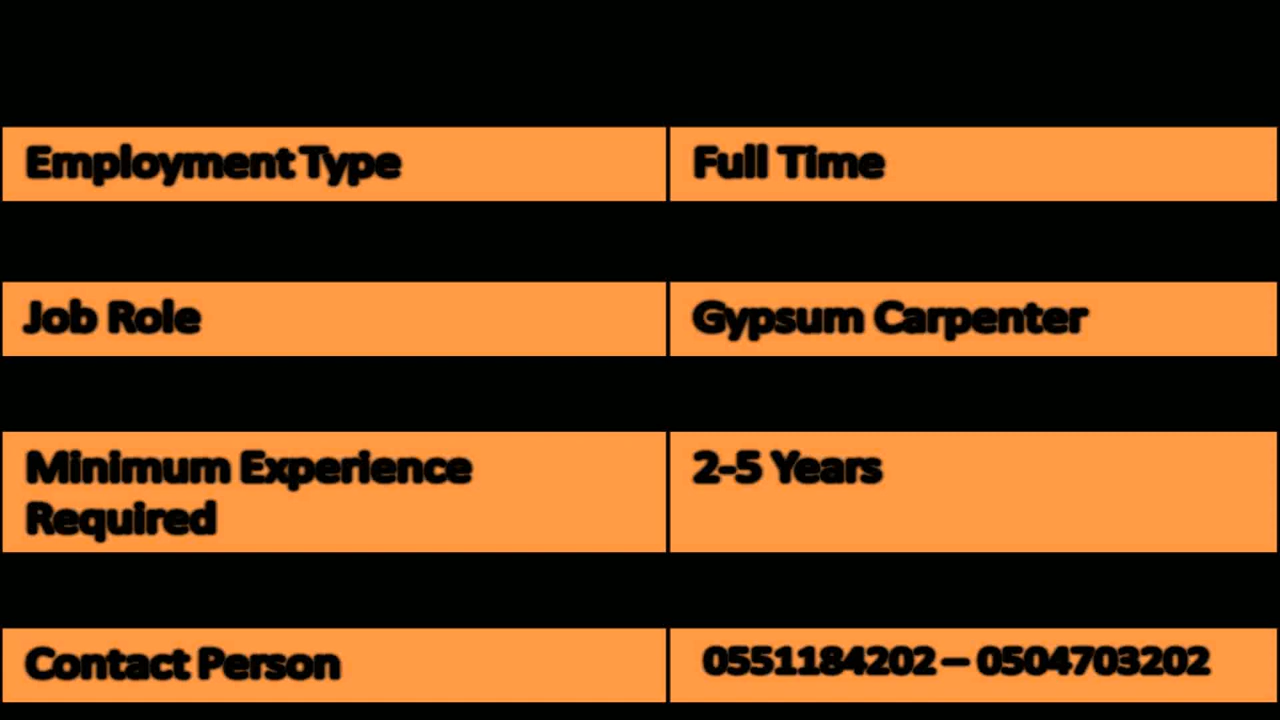 Employment Type Full Time
Job Role Gypsum Carpenter
Minimum Experience 2-5 Years
Required
Contact Person 0551184202 – 0504703202